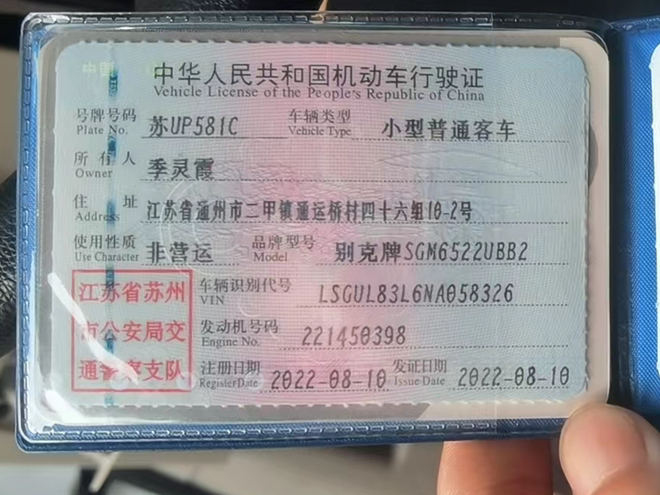 中华人民共和国机动车行驶证
Vehicle License of the People's Republic of China
号牌号码 苏UP581C 车辆类型 小型普通客车
Plate No. Vehicle Type
所有人 季灵霞
Owner
住址 江苏省通州市二甲镇通运桥村四十六组10-2号
Address
使用性质 非营运 品牌型号 别克牌SGM6522UBB2
Use Character Model
江苏省苏州 车辆识别代号 LSGUL83L6NA058326
VIN
市公安局交 发动机号码 221450398
Engine No.
通警察支队 注册日期 2022-08-10 发证日期 2022-08-10
Register Date Issue Date